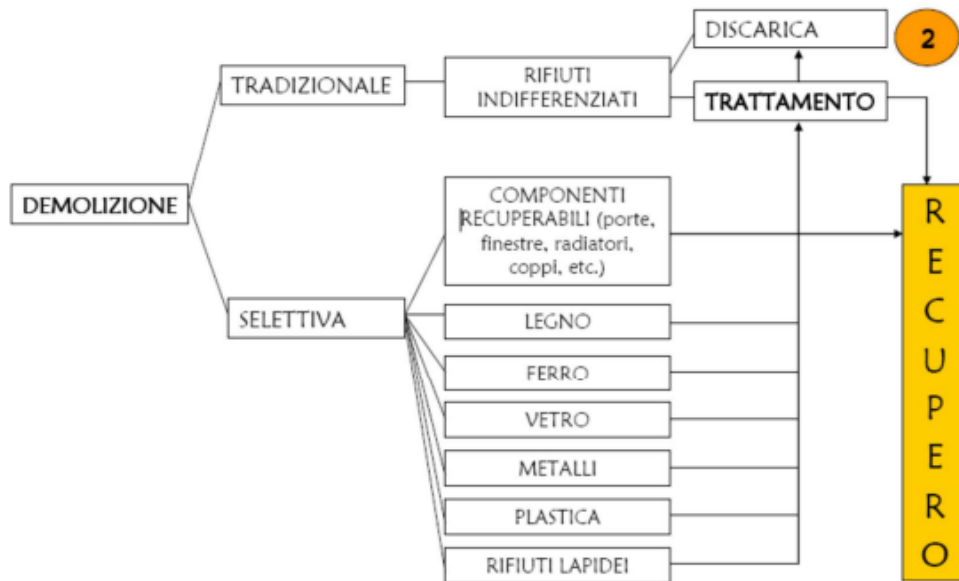 DISCARICA
2
TRADIZIONALE
RIFIUTI
INDIFFERENZIATI
TRATTAMENTO
DEMOLIZIONE
COMPONENTI
RECUPERABILI (porte,
finestre, radiatori,
coppi, etc.)
SELETTIVA
LEGNO
FERRO
VETRO
METALLI
PLASTICA
RIFIUTI LAPIDEI
R
E
C
U
P
E
R
O